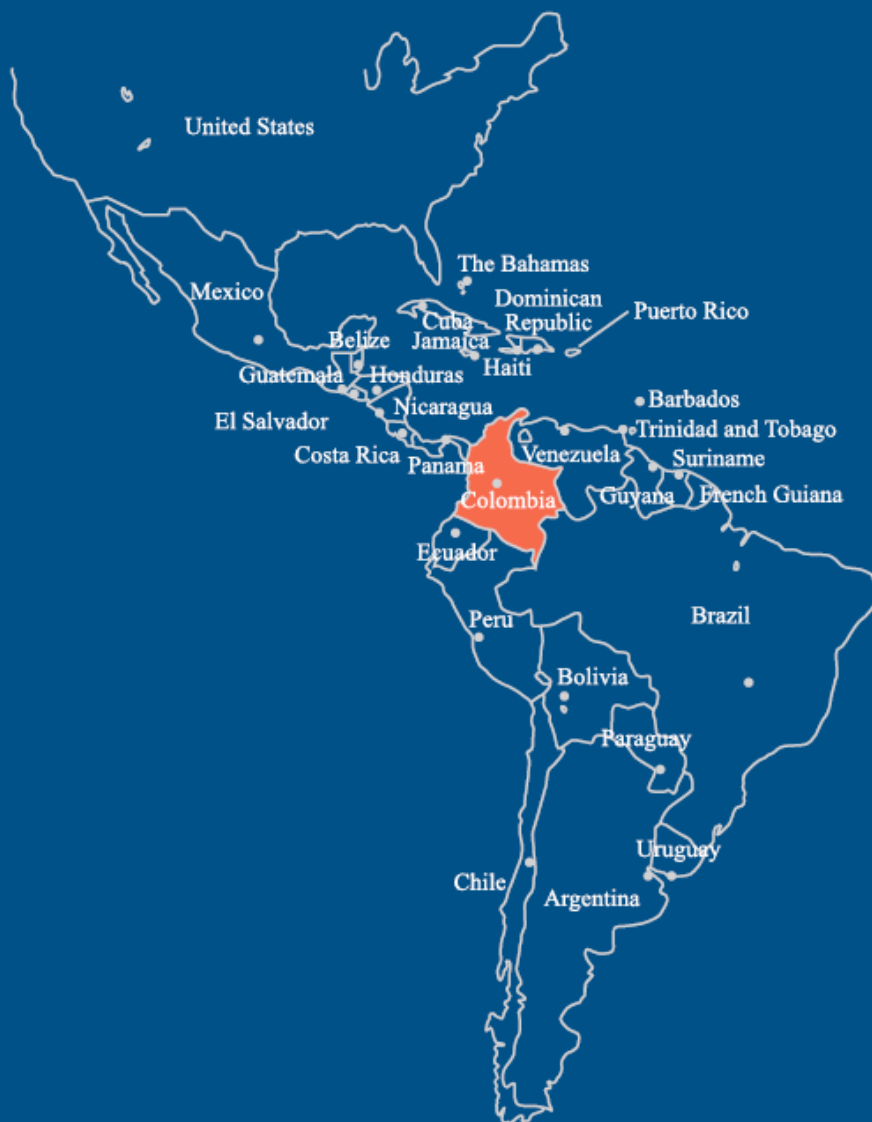 United States
The Bahamas
Mexico
Dominican
Republic
Puerto Rico
Cuba
Belize
Jamaica
Haiti
Guatemala
Honduras
Barbados
Nicaragua
El Salvador
Trinidad and Tobago
Costa Rica
Panama
Venezuela
Suriname
Colombia
Guyana
French Guiana
Ecuador
Brazil
Peru
Bolivia
Paraguay
Uruguay
Chile
Argentina